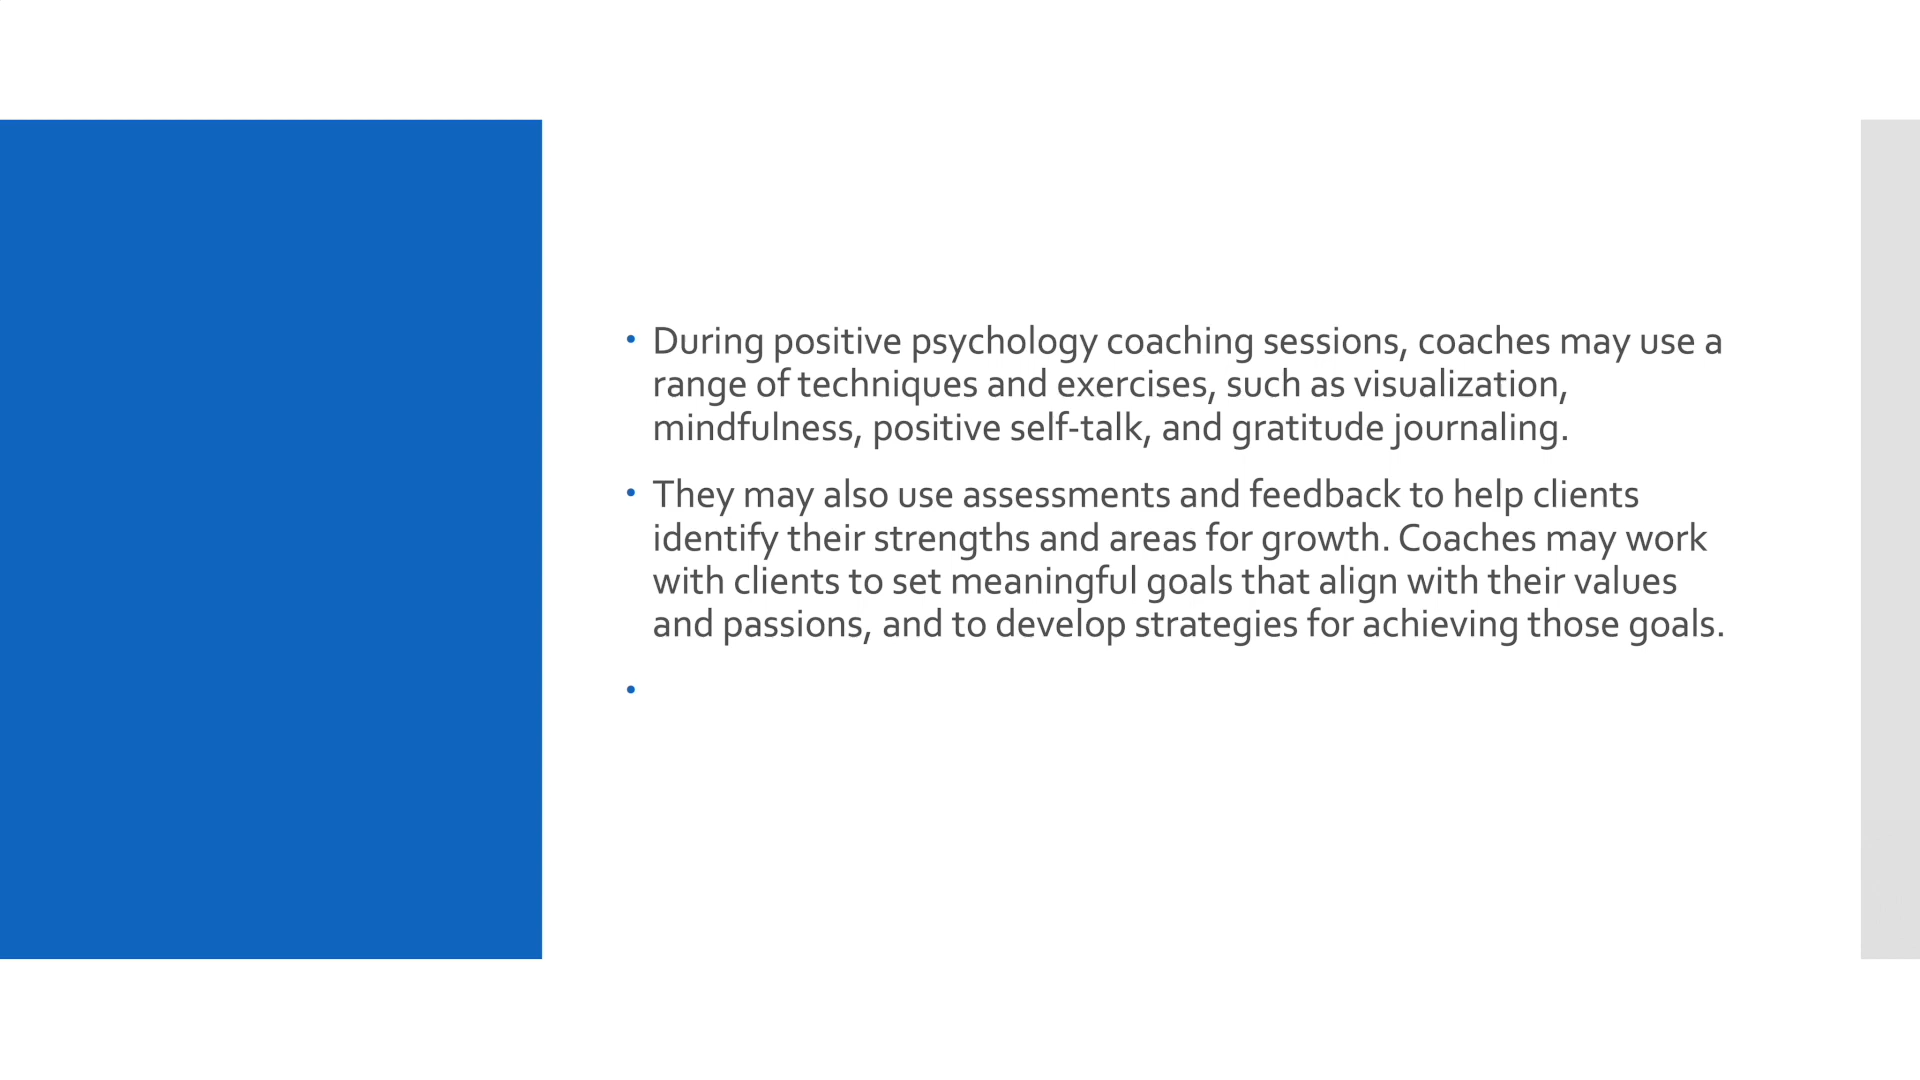 • During positive psychology coaching sessions, coaches may use a
range of techniques and exercises, such as visualization,
mindfulness, positive self-talk, and gratitude journaling.
• They may also use assessments and feedback to help clients
identify their strengths and areas for growth. Coaches may work
with clients to set meaningful goals that align with their values
and passions, and to develop strategies for achieving those goals.
•